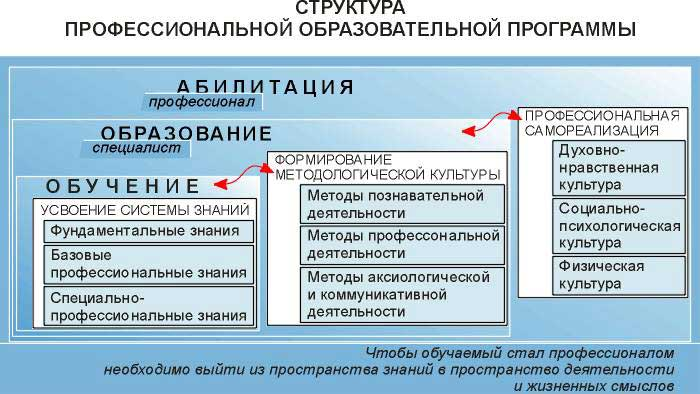 СТРУКТУРА
ПРОФЕССИОНАЛЬНОЙ ОБРАЗОВАТЕЛЬНОЙ ПРОГРАММЫ
АБИЛИТАЦИЯ
профессионал
ОБРАЗОВАНИЕ
специалист
ОБУЧЕНИЕ
УСВОЕНИЕ СИСТЕМЫ ЗНАНИЙ
Фундаментальные знания
Базовые
профессиональные знания
Специально-
профессиональные знания
ФОРМИРОВАНИЕ
МЕТОДОЛОГИЧЕСКОЙ КУЛЬТУРЫ
Методы познавательной
деятельности
Методы профессональной
деятельности
Методы аксиологической
и коммуникативной
деятельности
ПРОФЕССИОНАЛЬНАЯ
САМОРЕАЛИЗАЦИЯ
Духовно-
нравственная
культура
Социально-
психологическая
культура
Физическая
культура
Чтобы обучаемый стал профессионалом
необходимо выйти из пространства знаний в пространство деятельности
и жизненных смыслов